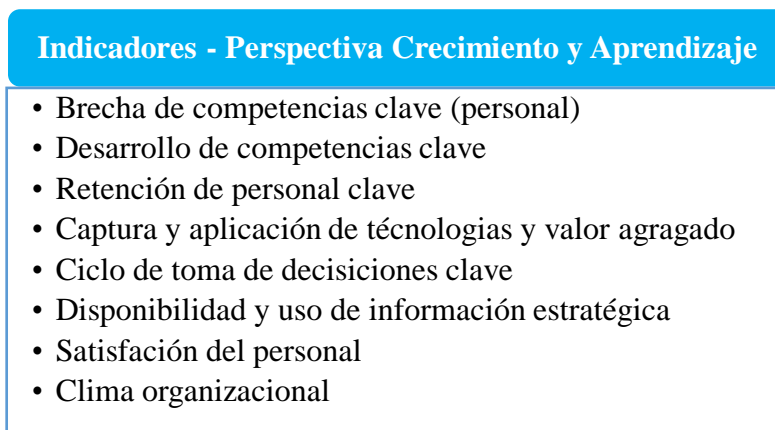 Indicadores - Perspectiva Crecimiento y Aprendizaje
• Brecha de competencias clave (personal)
• Desarrollo de competencias clave
• Retención de personal clave
• Captura y aplicación de técnologias y valor agragado
• Ciclo de toma de decisiciones clave
• Disponibilidad y uso de información estratégica
• Satisfación del personal
• Clima organizacional